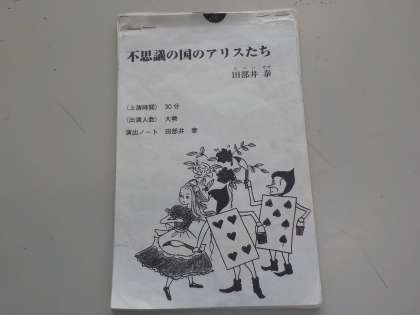 不思議の国のアリスたち
田部井 泰
(上演時間) 30分
(出演人数) 大勢
演出ノート 田部井 泰